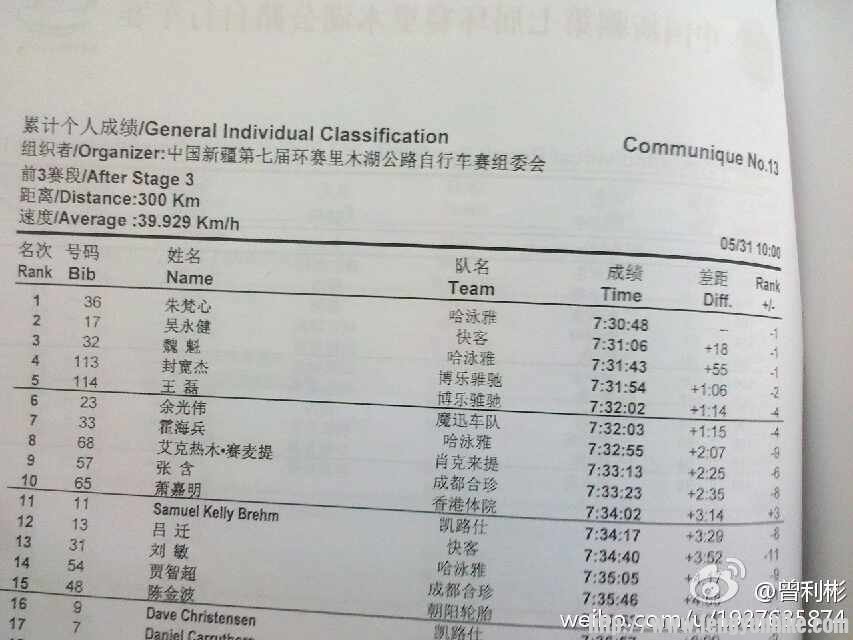 累计个人成绩/General Individual Classification
Communique No.13
组织者/Organizer:中国新疆第七届环赛里木湖公路自行车赛组委会
前3赛段/After Stage 3
距离/Distance:300 Km
速度/Average :39.929 Km/h
05/31 10:00
名次 号码 姓名 队名 成绩 差距 Rank
Rank Bib Name Team Time Diff. +/-
1 36 朱梵心 哈泳雅 7:30:48 -- -1
2 17 吴永健 快客 7:31:06 +18 -1
3 32 魏 魁 哈泳雅 7:31:43 +55 -1
4 113 封宽杰 博乐骓驰 7:31:54 +1:06 -2
5 114 王 磊 博乐骓驰 7:32:02 +1:14 -4
6 23 余光伟 魔迅车队 7:32:03 +1:15 -4
7 33 霍海兵 哈泳雅 7:32:55 +2:07 -9
8 68 艾克热木•赛麦提 肖克来提 7:33:13 +2:25 -6
9 57 张 含 成都合珍 7:33:23 +2:35 -8
10 65 萧嘉明 香港体院 7:34:02 +3:14 +3
11 11 Samuel Kelly Brehm 凯路仕 7:34:17 +3:29 -8
12 13 吕 迁 快客 7:34:40 +3:52 -11
13 31 刘 敏 哈泳雅 7:35:05 -9
14 54 贾智超 成都合珍 7:35:46
15 48 陈金波 朝阳轮胎
16 9 Dave Christensen
17 7 Daniel Carruthers
@曾利彬
weibo.com/u/1927635874